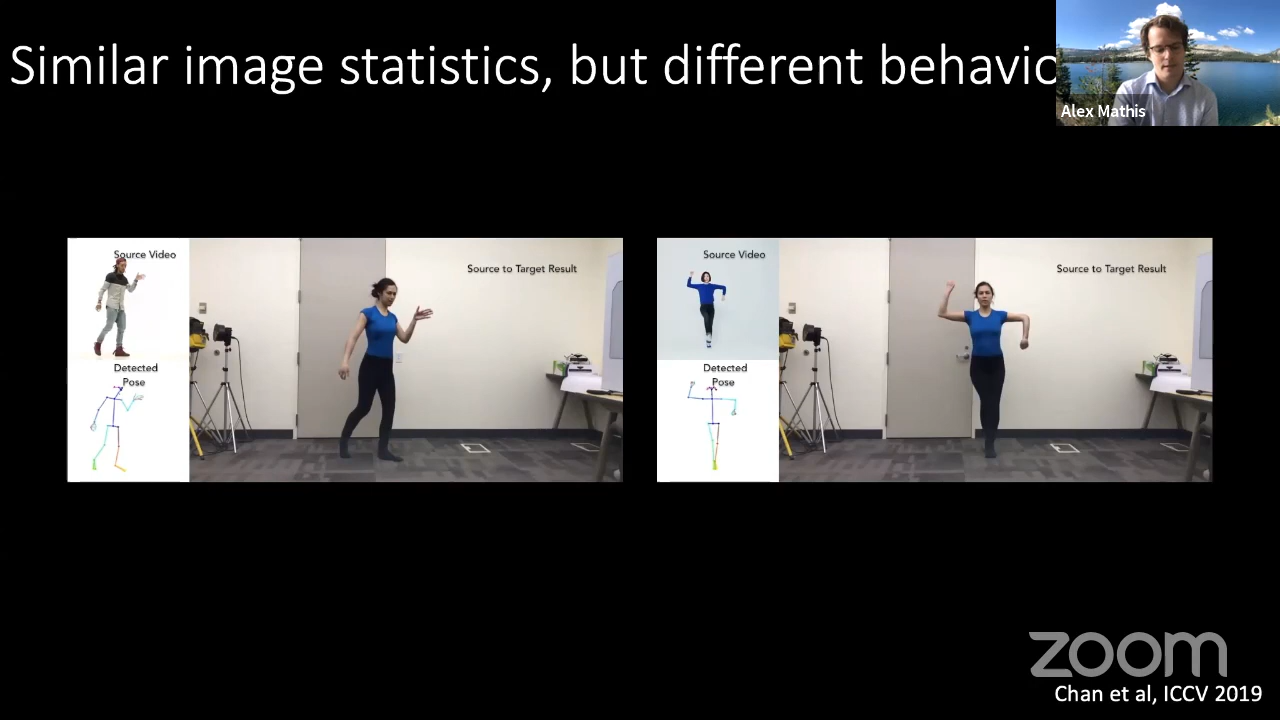 Similar image statistics, but different behavio
Alex Mathis
Source Video
Source to Target Result
Detected
Pose
Source Video
Source to Target Result
Detected
Pose
zoom
Chan et al, ICCV 2019